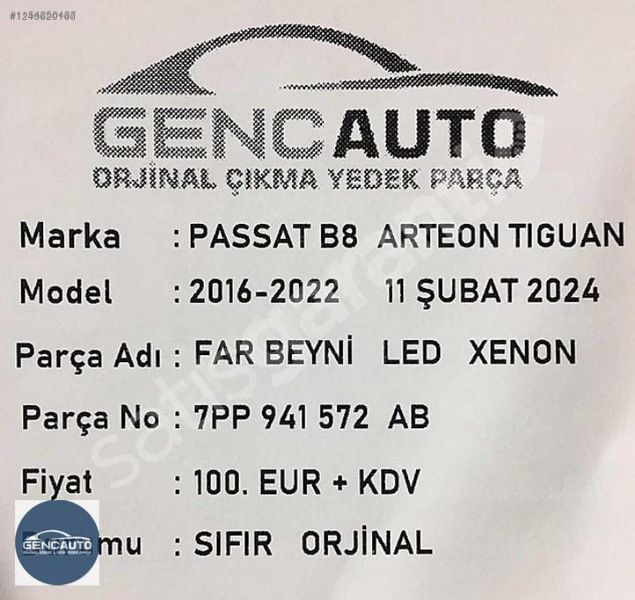 GENCAUTO
ORJİNAL ÇIKMA YEDEK PARÇA
Marka : PASSAT B8 ARTEON TIGUAN
Model : 2016-2022 11 ŞUBAT 2024
Parça Adı : FAR BEYNİ LED XENON
Parça No : 7PP 941 572 AB
Fiyat : 100. EUR + KDV
mu : SIFIR ORJİNAL
GENCAUTO